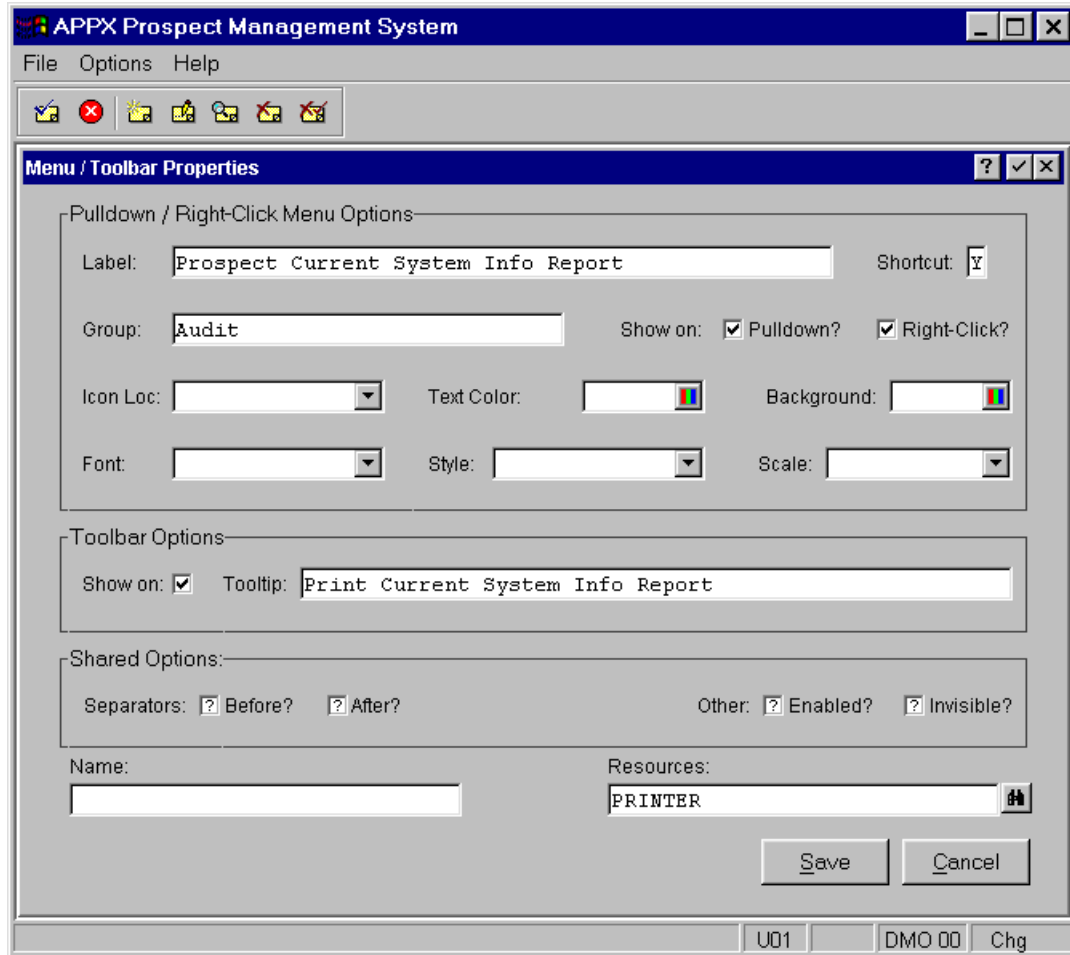 APPX Prospect Management System
File Options Help
Menu / Toolbar Properties ?
Pulldown / Right-Click Menu Options
Label: Prospect Current System Info Report Shortcut: Y
Group: Audit Show on: Pulldown? Right-Click?
Icon Loc: Text Color: Background:
Font: Style: Scale:
Toolbar Options
Show on: Tooltip: Print Current System Info Report
Shared Options:
Separators: ? Before? ? After? Other: ? Enabled? ? Invisible?
Name: Resources:
PRINTER
Save Cancel
U01 DMO 00 Chg